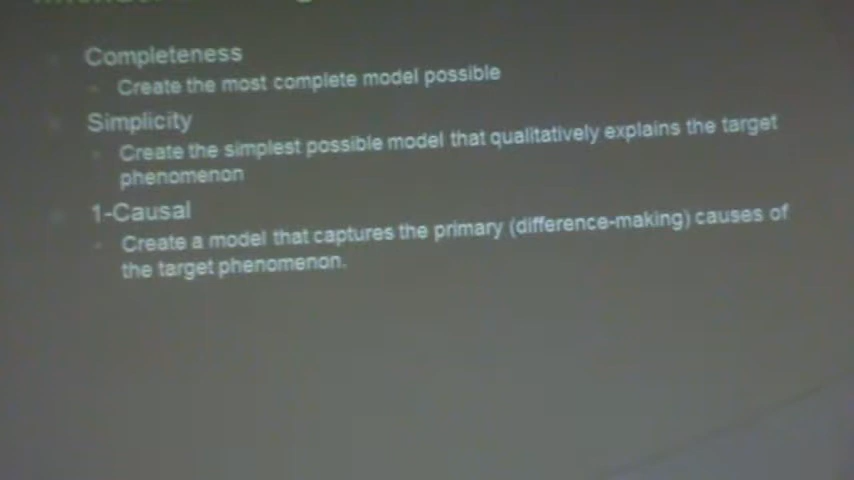 Completeness
Create the most complete model possible
Simplicity
Create the simplest possible model that qualitatively explains the target
phenomenon
1-Causal
Create a model that captures the primary (difference-making) causes of
the target phenomenon.